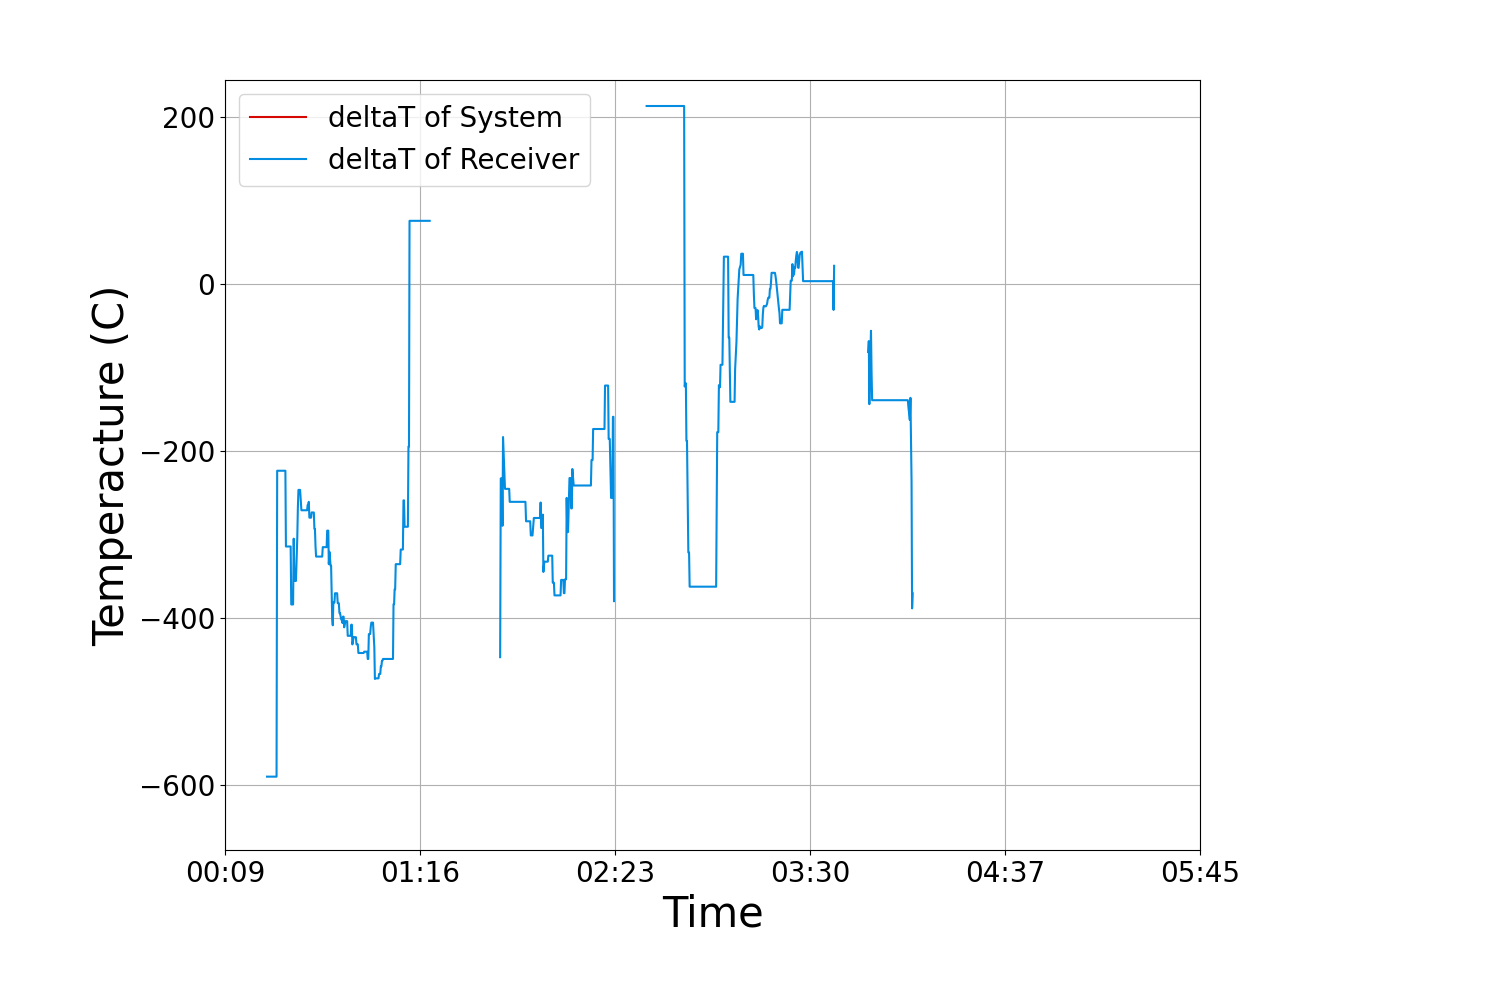 deltaT of System
deltaT of Receiver
200
0
−200
−400
−600
Temperacture (C)
00:09 01:16 02:23 03:30 04:37 05:45
Time